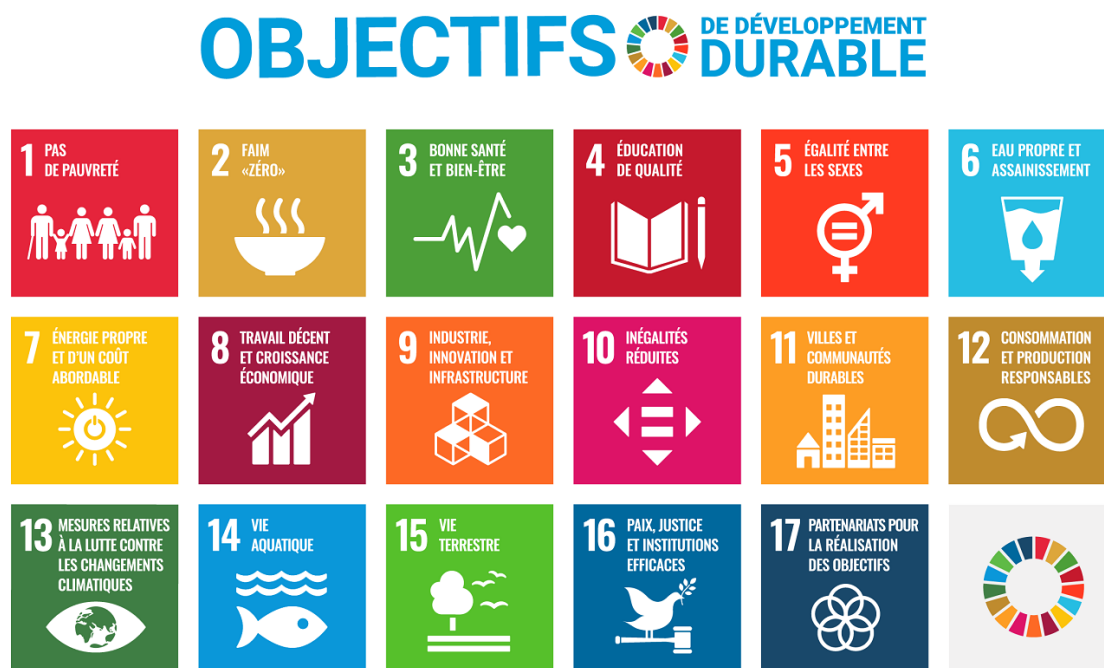 OBJECTIFS
DE DÉVELOPPEMENT
DURABLE
1 PAS
DE PAUVRETÉ
2 FAIM
«ZÉRO»
3 BONNE SANTÉ
ET BIEN-ÊTRE
4 ÉDUCATION
DE QUALITÉ
5 ÉGALITÉ ENTRE
LES SEXES
6 EAU PROPRE ET
ASSAINISSEMENT
7 ÉNERGIE PROPRE
ET D'UN COÛT
ABORDABLE
8 TRAVAIL DÉCENT
ET CROISSANCE
ÉCONOMIQUE
9 INDUSTRIE,
INNOVATION ET
INFRASTRUCTURE
10 INÉGALITÉS
RÉDUITES
11 VILLES ET
COMMUNAUTÉS
DURABLES
12 CONSOMMATION
ET PRODUCTION
RESPONSABLES
13 MESURES RELATIVES
À LA LUTTE CONTRE
LES CHANGEMENTS
CLIMATIQUES
14 VIE
AQUATIQUE
15 VIE
TERRESTRE
16 PAIX, JUSTICE
ET INSTITUTIONS
EFFICACES
17 PARTENARIATS POUR
LA RÉALISATION
DES OBJECTIFS